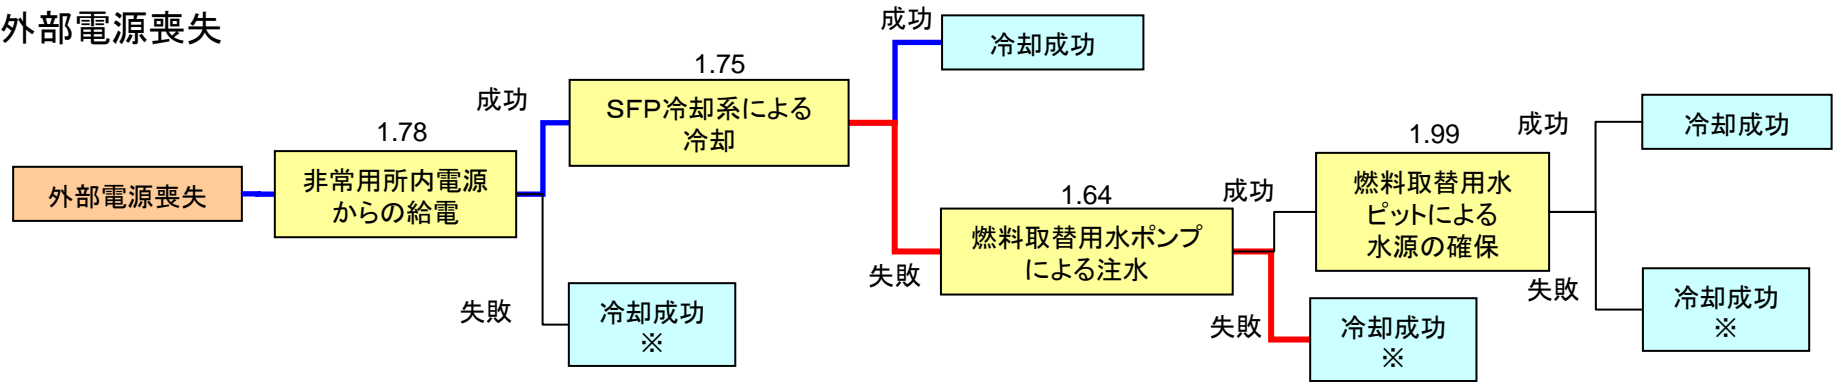 外部電源喪失
外部電源喪失
1.78
非常用所内電源
からの給電
成功
失敗
1.75
SFP冷却系による
冷却
冷却成功
※
成功
失敗
冷却成功
1.64
燃料取替用水ポンプ
による注水
成功
失敗
1.99
燃料取替用水
ピットによる
水源の確保
冷却成功
※
成功
失敗
冷却成功
冷却成功
※